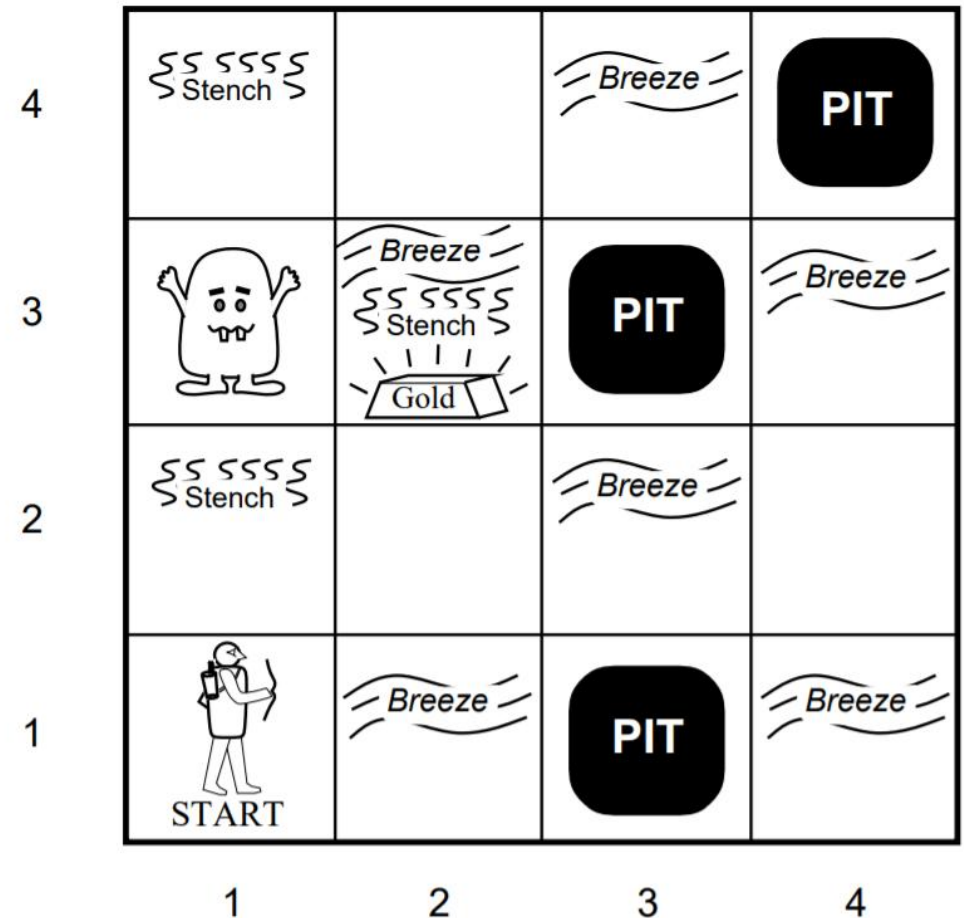 4
Stench
Breeze
PIT
3
Breeze
Stench
Gold
PIT
Breeze
2
Stench
Breeze
1
START
Breeze
PIT
Breeze
1 2 3 4